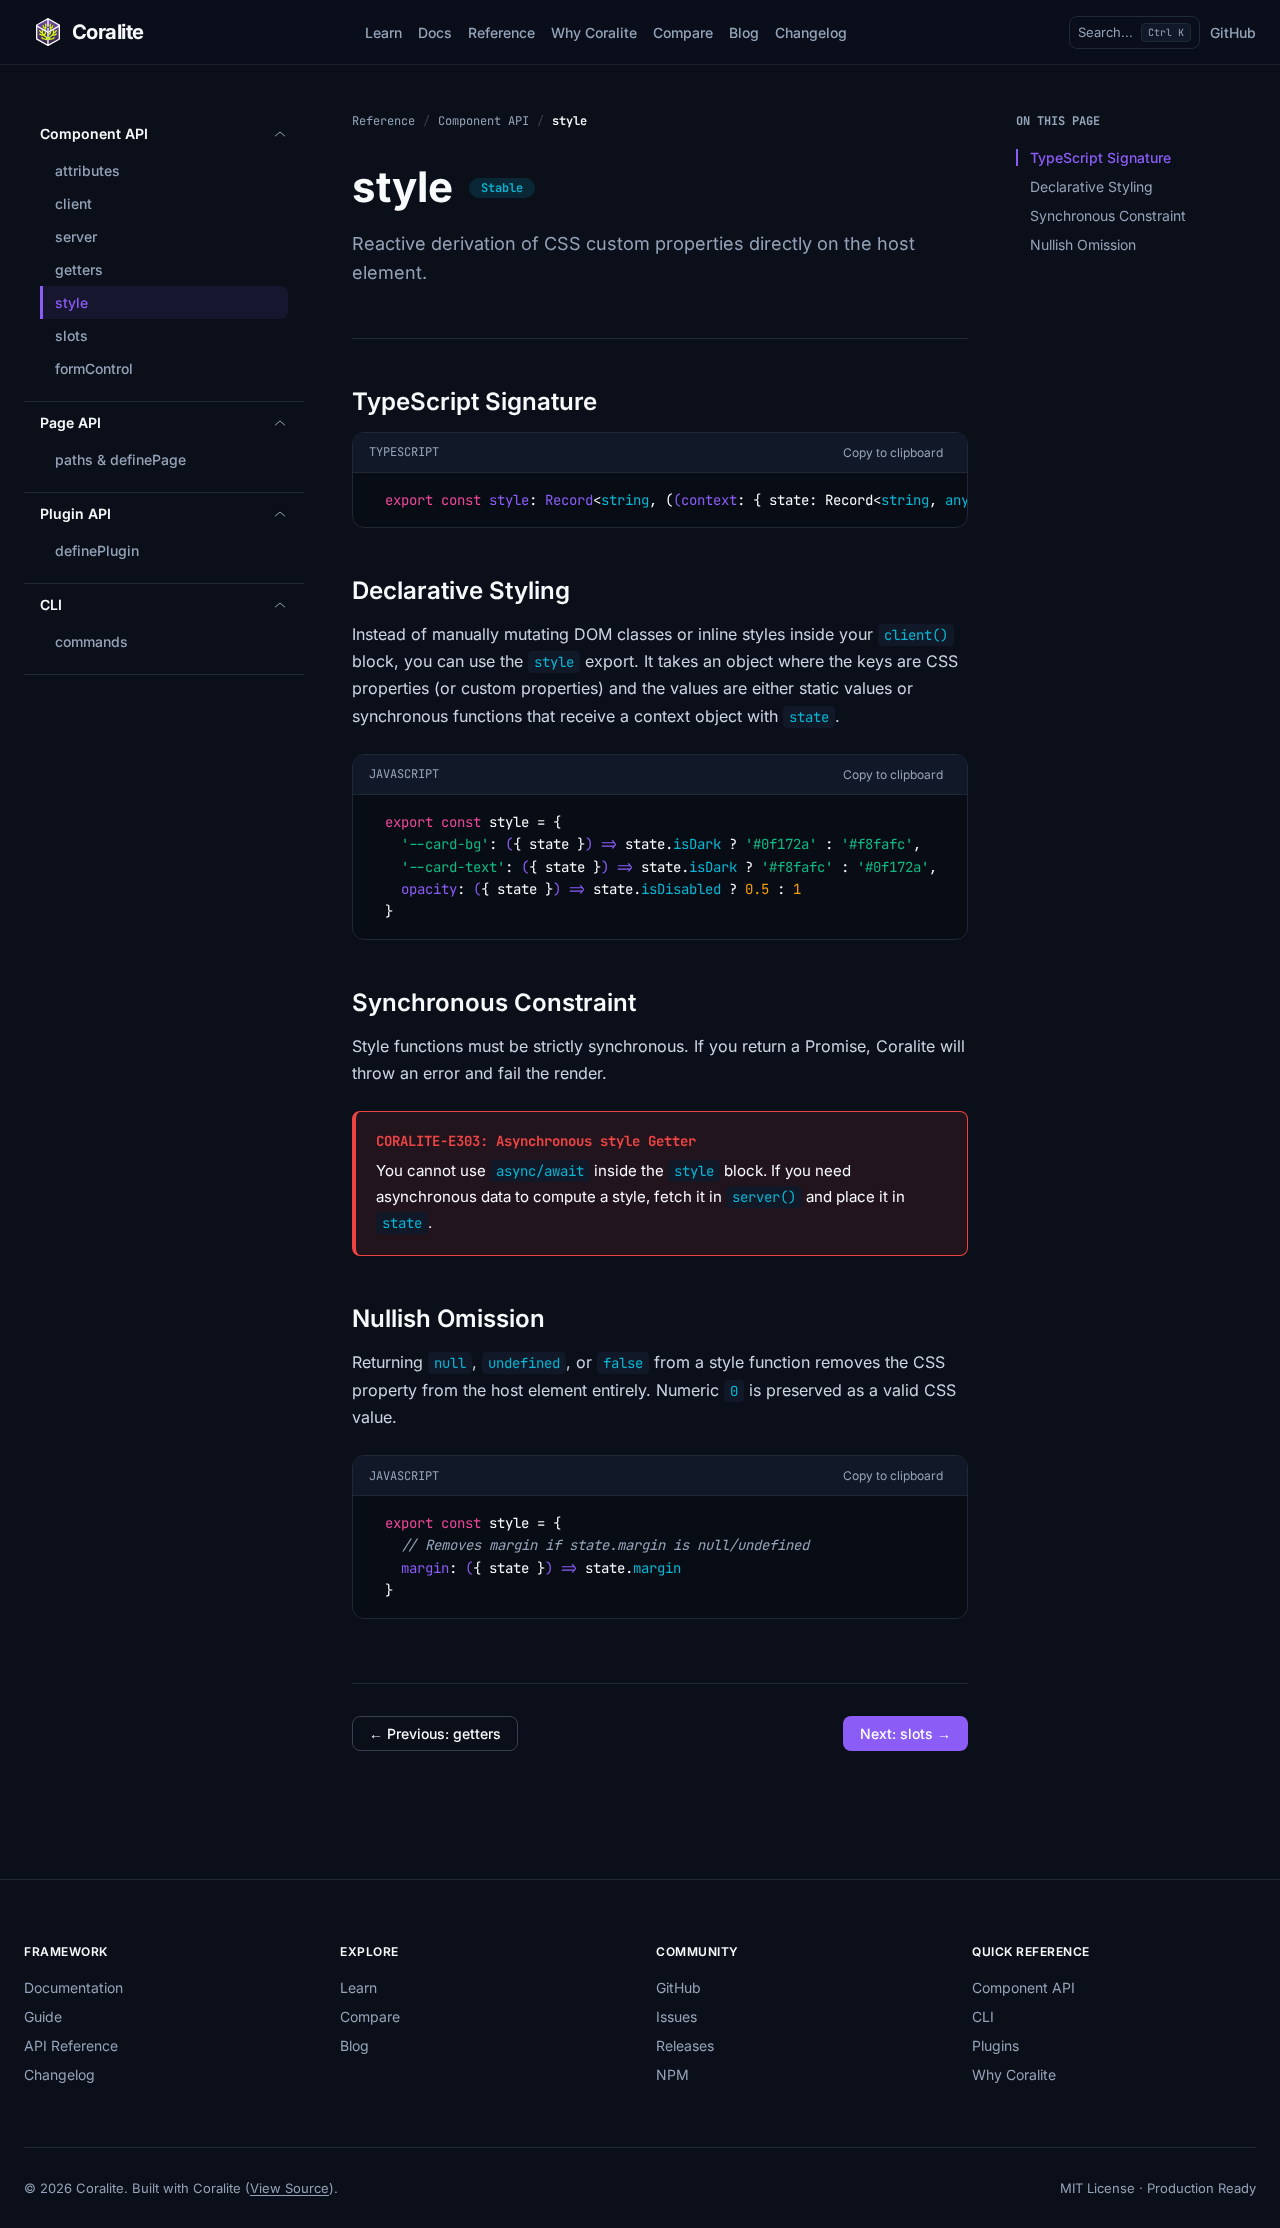 Coralite
Learn Docs Reference Why Coralite Compare Blog Changelog
Search... Ctrl K GitHub
Component API
attributes
client
server
getters
style
slots
formControl
Page API
paths & definePage
Plugin API
definePlugin
CLI
commands
Reference / Component API / style
style Stable
Reactive derivation of CSS custom properties directly on the host
element.
TypeScript Signature
TYPESCRIPT Copy to clipboard
export const style: Record<string, ((context: { state: Record<string, any
Declarative Styling
Instead of manually mutating DOM classes or inline styles inside your client()
block, you can use the style export. It takes an object where the keys are CSS
properties (or custom properties) and the values are either static values or
synchronous functions that receive a context object with state.
JAVASCRIPT Copy to clipboard
export const style = {
  '--card-bg': ({ state }) => state.isDark ? '#0f172a' : '#f8fafc',
  '--card-text': ({ state }) => state.isDark ? '#f8fafc' : '#0f172a',
  opacity: ({ state }) => state.isDisabled ? 0.5 : 1
}
Synchronous Constraint
Style functions must be strictly synchronous. If you return a Promise, Coralite will
throw an error and fail the render.
CORALITE-E303: Asynchronous style Getter
You cannot use async/await inside the style block. If you need
asynchronous data to compute a style, fetch it in server() and place it in
state.
Nullish Omission
Returning null, undefined, or false from a style function removes the CSS
property from the host element entirely. Numeric 0 is preserved as a valid CSS
value.
JAVASCRIPT Copy to clipboard
export const style = {
  // Removes margin if state.margin is null/undefined
  margin: ({ state }) => state.margin
}
← Previous: getters
Next: slots →
ON THIS PAGE
TypeScript Signature
Declarative Styling
Synchronous Constraint
Nullish Omission
FRAMEWORK
Documentation
Guide
API Reference
Changelog
EXPLORE
Learn
Compare
Blog
COMMUNITY
GitHub
Issues
Releases
NPM
QUICK REFERENCE
Component API
CLI
Plugins
Why Coralite
© 2026 Coralite. Built with Coralite (View Source).
MIT License · Production Ready